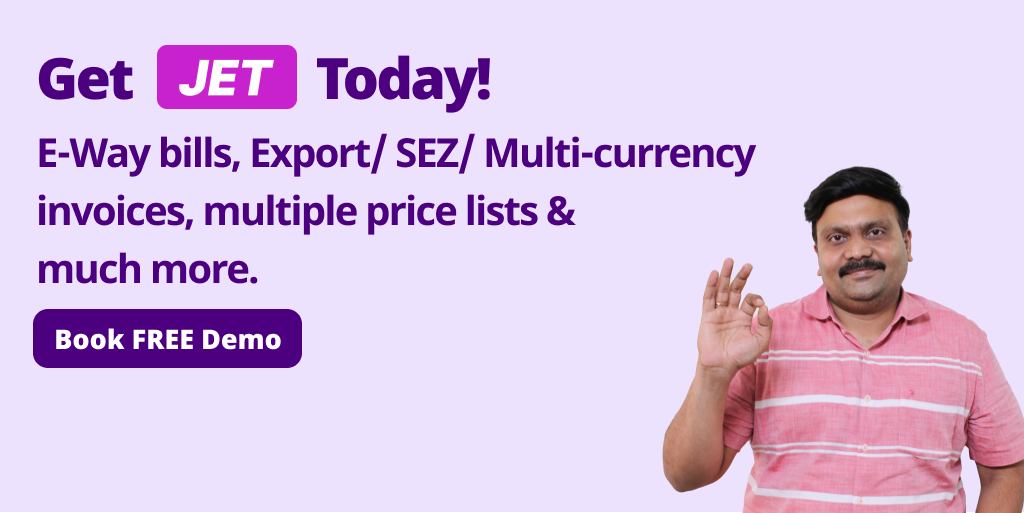 Get JET Today!
E-Way bills, Export/ SEZ/ Multi-currency
invoices, multiple price lists &
much more.
Book FREE Demo